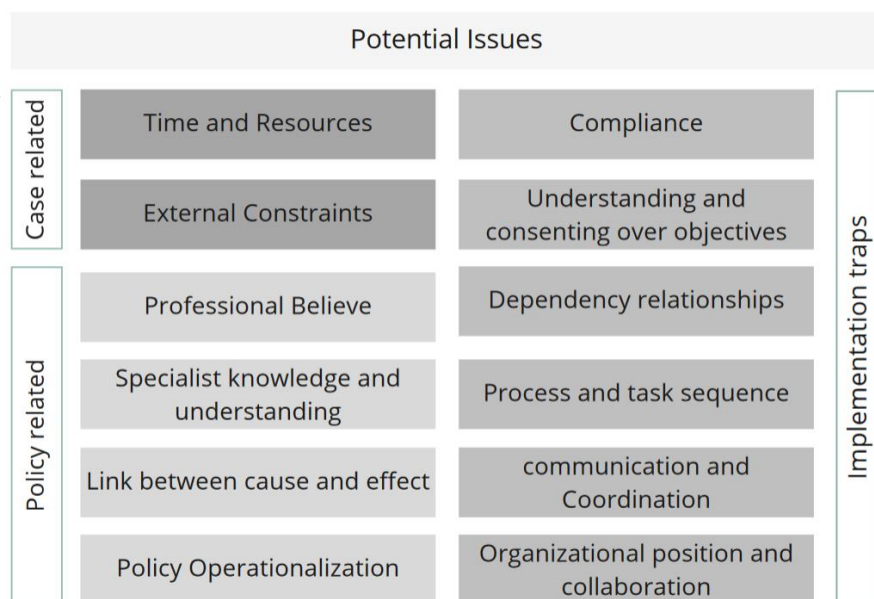 Potential Issues
Case related
Time and Resources
Compliance
External Constraints
Understanding and
consenting over objectives
Policy related
Professional Believe
Dependency relationships
Specialist knowledge and
understanding
Process and task sequence
Link between cause and effect
communication and
Coordination
Policy Operationalization
Organizational position and
collaboration
Implementation traps